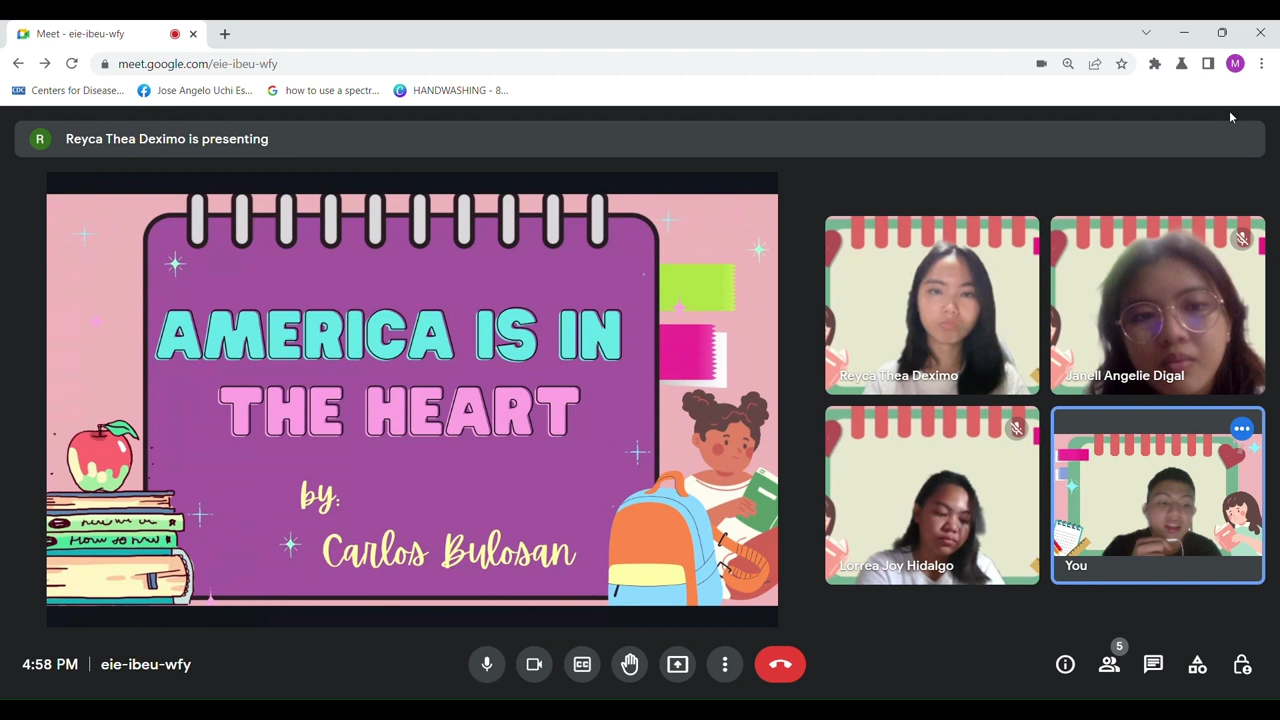 Meet - eie-ibeu-wfy
meet.google.com/eie-ibeu-wfy
M
CDC Centers for Disease... Jose Angelo Uchi Es... how to use a spectr... HANDWASHING - 8...
R Reyca Thea Deximo is presenting
AMERICA IS IN
THE HEART
by:
Carlos Bulosan
Reyca Thea Deximo
Janell Angelie Digal
Lorrea Joy Hidalgo
You
4:58 PM | eie-ibeu-wfy
5